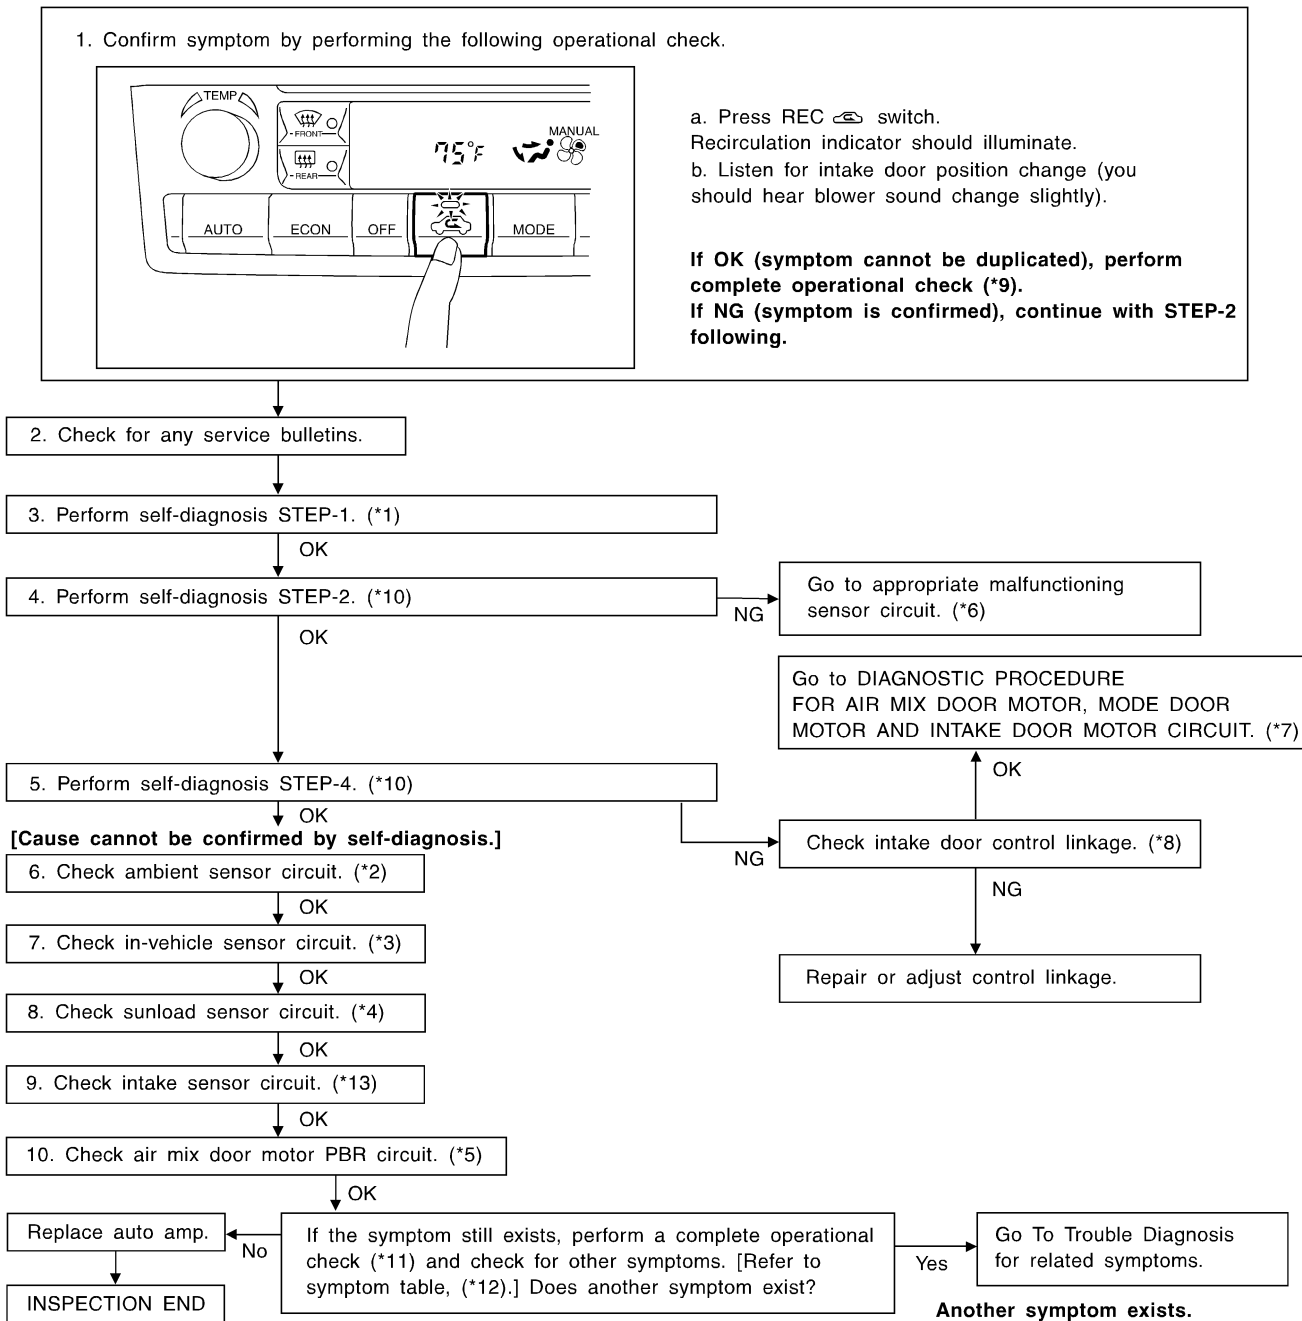 1. Confirm symptom by performing the following operational check.
TEMP
FRONT
REAR
75°F
MANUAL
AUTO
ECON
OFF
MODE
a. Press REC switch.
Recirculation indicator should illuminate.
b. Listen for intake door position change (you
should hear blower sound change slightly).
If OK (symptom cannot be duplicated), perform
complete operational check (*9).
If NG (symptom is confirmed), continue with STEP-2
following.
2. Check for any service bulletins.
3. Perform self-diagnosis STEP-1. (*1)
OK
4. Perform self-diagnosis STEP-2. (*10)
NG
Go to appropriate malfunctioning
sensor circuit. (*6)
OK
Go to DIAGNOSTIC PROCEDURE
FOR AIR MIX DOOR MOTOR, MODE DOOR
MOTOR AND INTAKE DOOR MOTOR CIRCUIT. (*7)
OK
5. Perform self-diagnosis STEP-4. (*10)
OK
[Cause cannot be confirmed by self-diagnosis.]
NG
Check intake door control linkage. (*8)
NG
Repair or adjust control linkage.
6. Check ambient sensor circuit. (*2)
OK
7. Check in-vehicle sensor circuit. (*3)
OK
8. Check sunload sensor circuit. (*4)
OK
9. Check intake sensor circuit. (*13)
OK
10. Check air mix door motor PBR circuit. (*5)
OK
If the symptom still exists, perform a complete operational
check (*11) and check for other symptoms. [Refer to
symptom table, (*12).] Does another symptom exist?
No
Replace auto amp.
INSPECTION END
Yes
Go To Trouble Diagnosis
for related symptoms.
Another symptom exists.